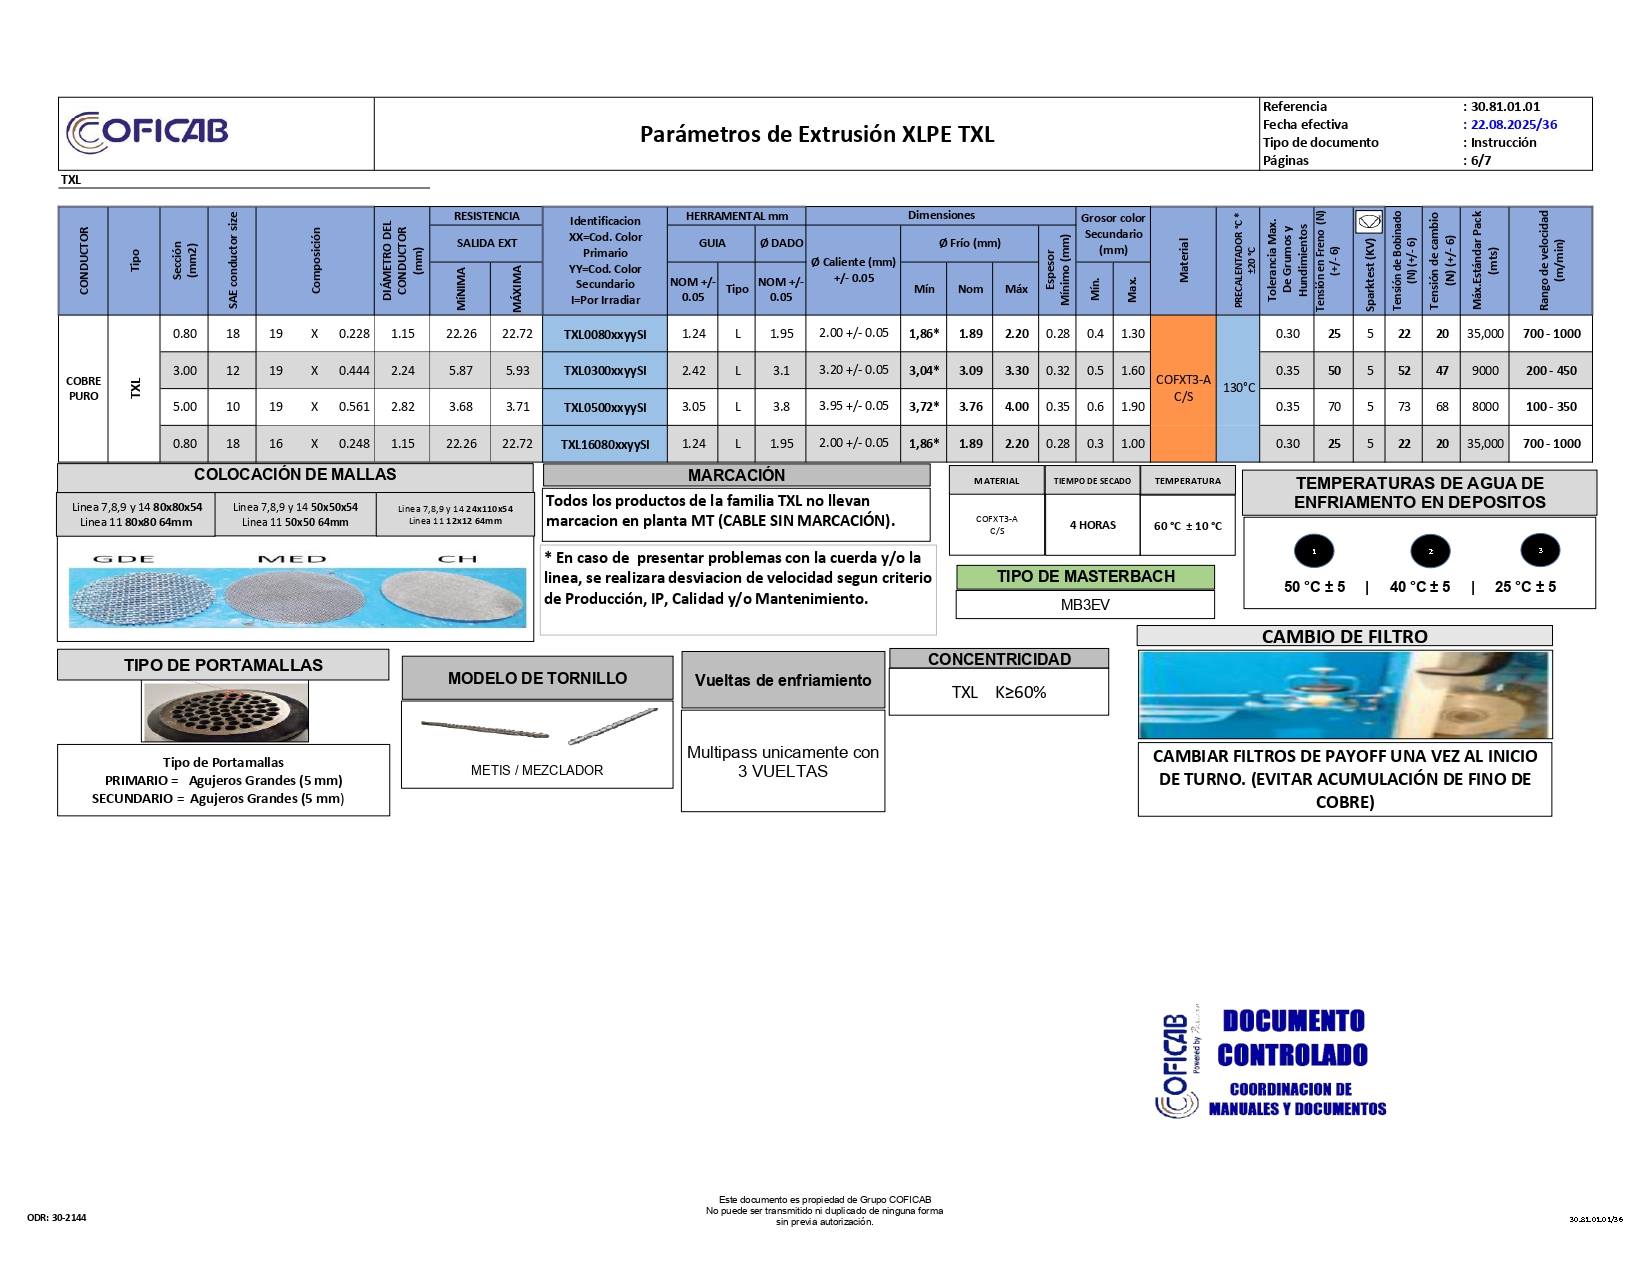 COFICAB
Parámetros de Extrusión XLPE TXL
Referencia : 30.81.01.01
Fecha efectiva : 22.08.2025/36
Tipo de documento : Instrucción
Páginas : 6/7
TXL
CONDUCTOR
Tipo
Sección (mm2)
SAE conductor size
Composición
DIÁMETRO DEL CONDUCTOR (mm)
RESISTENCIA
SALIDA EXT
MíNIMA
MÁXIMA
Identificacion
XX=Cod. Color
Primario
YY=Cod. Color
Secundario
I=Por Irradiar
HERRAMENTAL mm
GUIA
Ø DADO
NOM +/- 0.05
Tipo
NOM +/- 0.05
Dimensiones
Ø Caliente (mm) +/- 0.05
Ø Frío (mm)
Mín
Nom
Máx
Espesor Mínimo (mm)
Grosor color Secundario (mm)
Min.
Max.
Material
PRECALENTADOR °C * ±20 °C
Tolerancia Max. De Grumos y Hundimientos
Tensión en Freno (N) (+/- 6)
Sparktest (KV)
Tensión de Bobinado (N) (+/- 6)
Tensión de cambio (N) (+/- 6)
Máx.Estándar Pack (mts)
Rango de velocidad (m/min)
COBRE PURO
TXL
0.80 18 19 X 0.228 1.15 22.26 22.72 TXL0080xxyySI 1.24 L 1.95 2.00 +/- 0.05 1,86* 1.89 2.20 0.28 0.4 1.30 0.30 25 5 22 20 35,000 700 - 1000
3.00 12 19 X 0.444 2.24 5.87 5.93 TXL0300xxyySI 2.42 L 3.1 3.20 +/- 0.05 3,04* 3.09 3.30 0.32 0.5 1.60 0.35 50 5 52 47 9000 200 - 450
COFXT3-A C/S
130°C
5.00 10 19 X 0.561 2.82 3.68 3.71 TXL0500xxyySI 3.05 L 3.8 3.95 +/- 0.05 3,72* 3.76 4.00 0.35 0.6 1.90 0.35 70 5 73 68 8000 100 - 350
0.80 18 16 X 0.248 1.15 22.26 22.72 TXL16080xxyySI 1.24 L 1.95 2.00 +/- 0.05 1,86* 1.89 2.20 0.28 0.3 1.00 0.30 25 5 22 20 35,000 700 - 1000
COLOCACIÓN DE MALLAS
Linea 7,8,9 y 14 80x80x54
Linea 11 80x80 64mm
Linea 7,8,9 y 14 50x50x54
Linea 11 50x50 64mm
Linea 7,8,9 y 14 24x110x54
Linea 11 12x12 64mm
GDE MED CH
MARCACIÓN
Todos los productos de la familia TXL no llevan
marcacion en planta MT (CABLE SIN MARCACIÓN).
* En caso de presentar problemas con la cuerda y/o la
linea, se realizara desviacion de velocidad segun criterio
de Producción, IP, Calidad y/o Mantenimiento.
MATERIAL TIEMPO DE SECADO TEMPERATURA
COFXT3-A
C/S
4 HORAS
60 °C ± 10 °C
TIPO DE MASTERBACH
MB3EV
TEMPERATURAS DE AGUA DE
ENFRIAMIENTO EN DEPOSITOS
1 2 3
50 °C ± 5 | 40 °C ± 5 | 25 °C ± 5
TIPO DE PORTAMALLAS
Tipo de Portamallas
PRIMARIO = Agujeros Grandes (5 mm)
SECUNDARIO = Agujeros Grandes (5 mm)
MODELO DE TORNILLO
METIS / MEZCLADOR
Vueltas de enfriamiento
Multipass unicamente con
3 VUELTAS
CONCENTRICIDAD
TXL K≥60%
CAMBIO DE FILTRO
CAMBIAR FILTROS DE PAYOFF UNA VEZ AL INICIO
DE TURNO. (EVITAR ACUMULACIÓN DE FINO DE
COBRE)
COFICAB
Powered by
DOCUMENTO
CONTROLADO
COORDINACION DE
MANUALES Y DOCUMENTOS
Este documento es propiedad de Grupo COFICAB
No puede ser transmitido ni duplicado de ninguna forma
sin previa autorización.
ODR: 30-2144
30.81.01.01/36